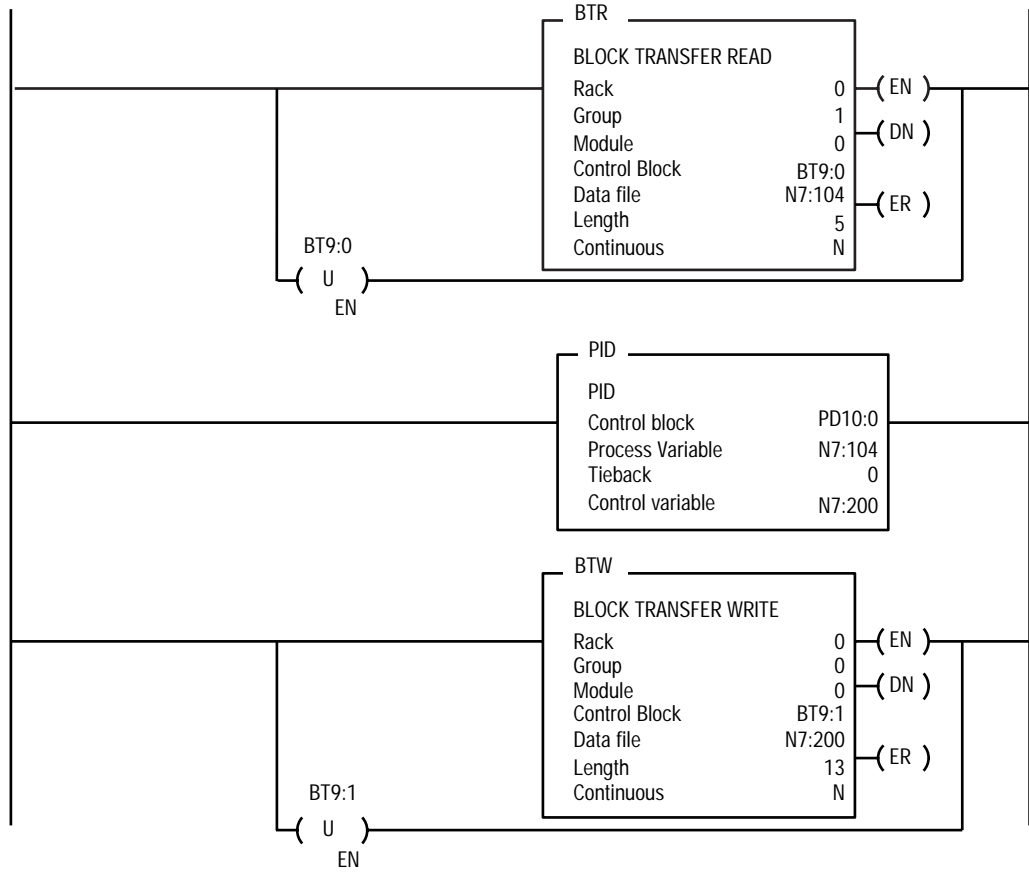 BTR
BLOCK TRANSFER READ
Rack 0 ( EN )
Group 1
( DN )
Module 0
Control Block BT9:0
Data file N7:104
( ER )
Length 5
Continuous N
BT9:0
( U )
EN
PID
PID
Control block PD10:0
Process Variable N7:104
Tieback 0
Control variable N7:200
BTW
BLOCK TRANSFER WRITE
Rack 0 ( EN )
Group 0
Module 0 ( DN )
Control Block BT9:1
Data file N7:200
( ER )
Length 13
Continuous N
BT9:1
( U )
EN